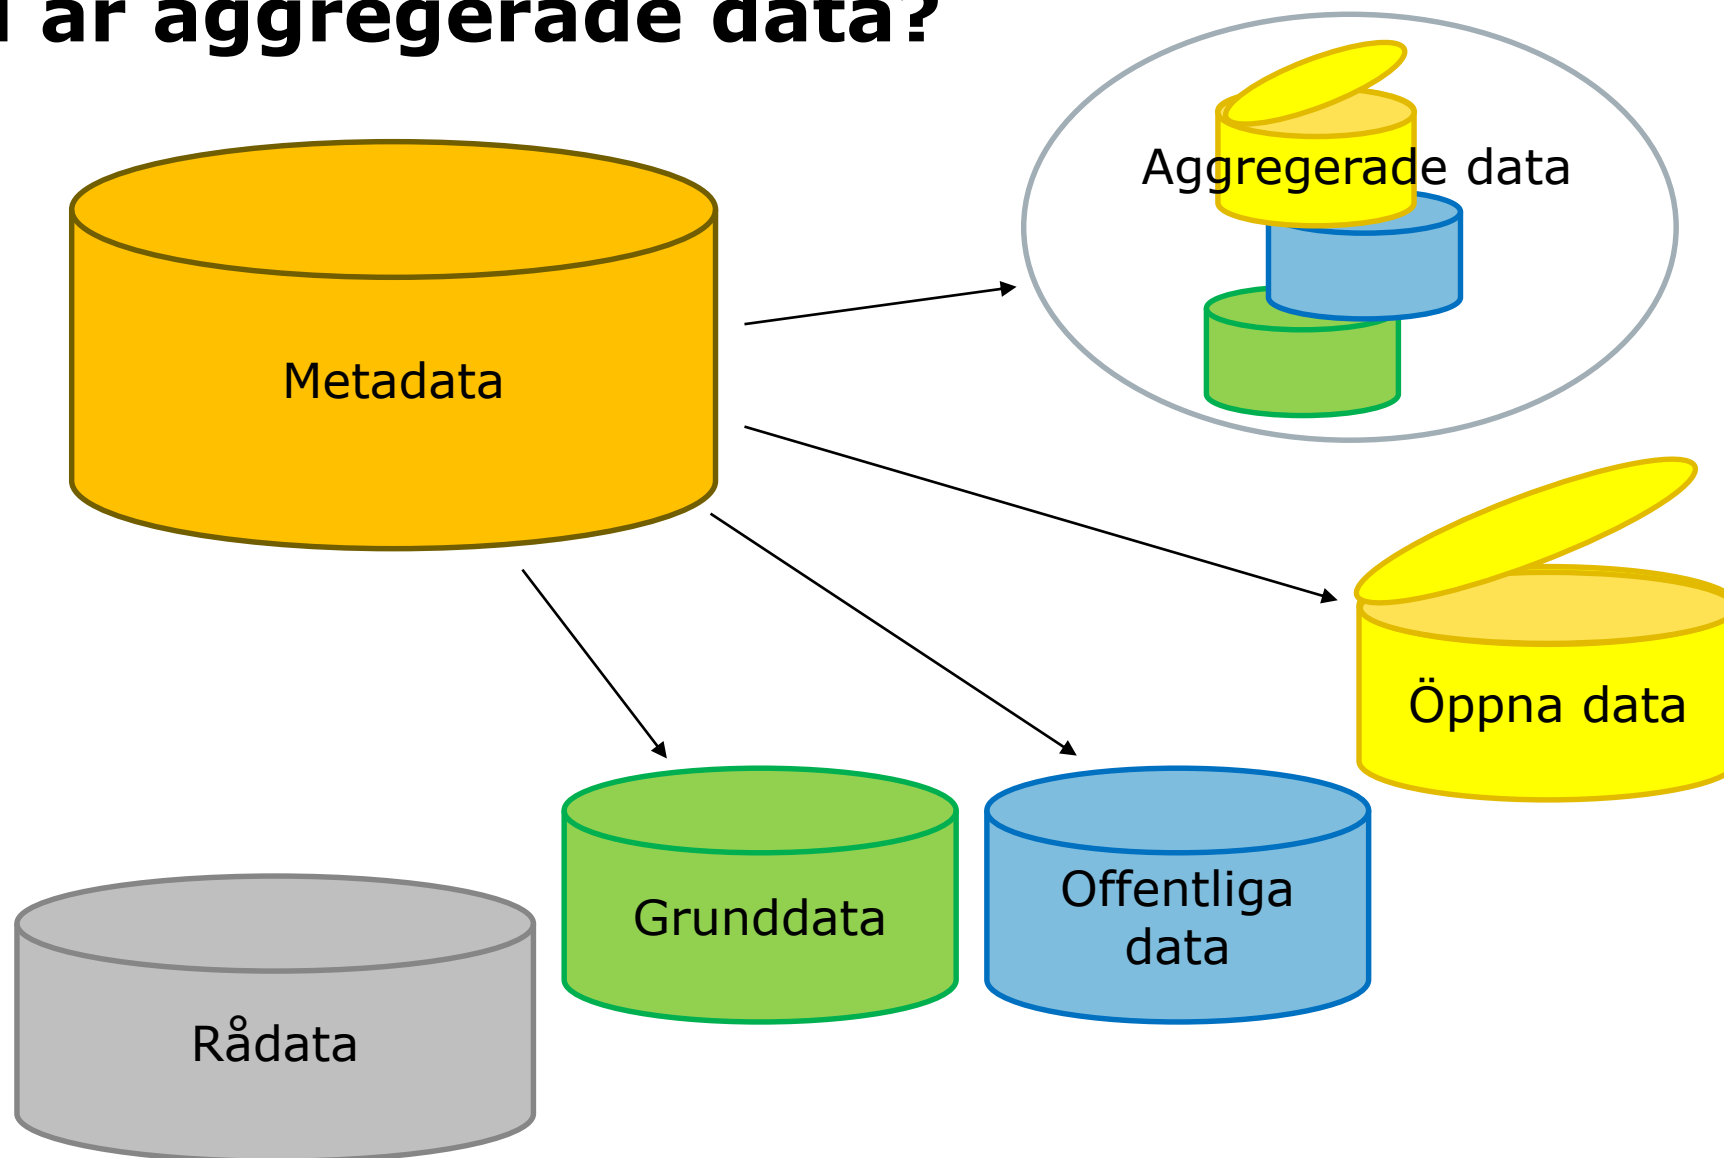 är aggregerade data?
Aggregerade data
Metadata
Öppna data
Grunddata
Offentliga
data
Rådata